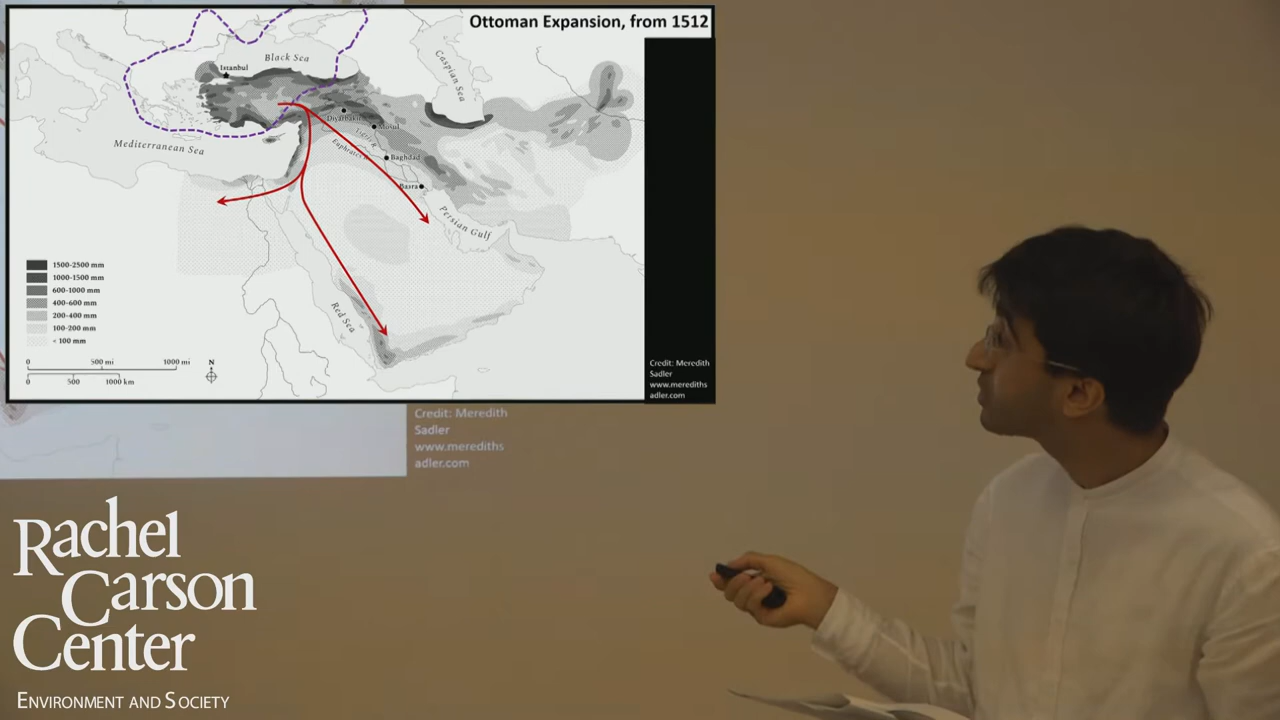 Ottoman Expansion, from 1512
Black Sea
Caspian Sea
Istanbul
Diyarbakir
Mosul
Tigris R.
Euphrates R.
Mediterranean Sea
Baghdad
Basra
Persian Gulf
Red Sea
1500-2500 mm
1000-1500 mm
600-1000 mm
400-600 mm
200-400 mm
100-200 mm
< 100 mm
0 500 mi 1000 mi
0 500 1000 km
N
Credit: Meredith
Sadler
www.merediths
adler.com
Credit: Meredith
Sadler
www.merediths
adler.com
Rachel
Carson
Center
ENVIRONMENT AND SOCIETY